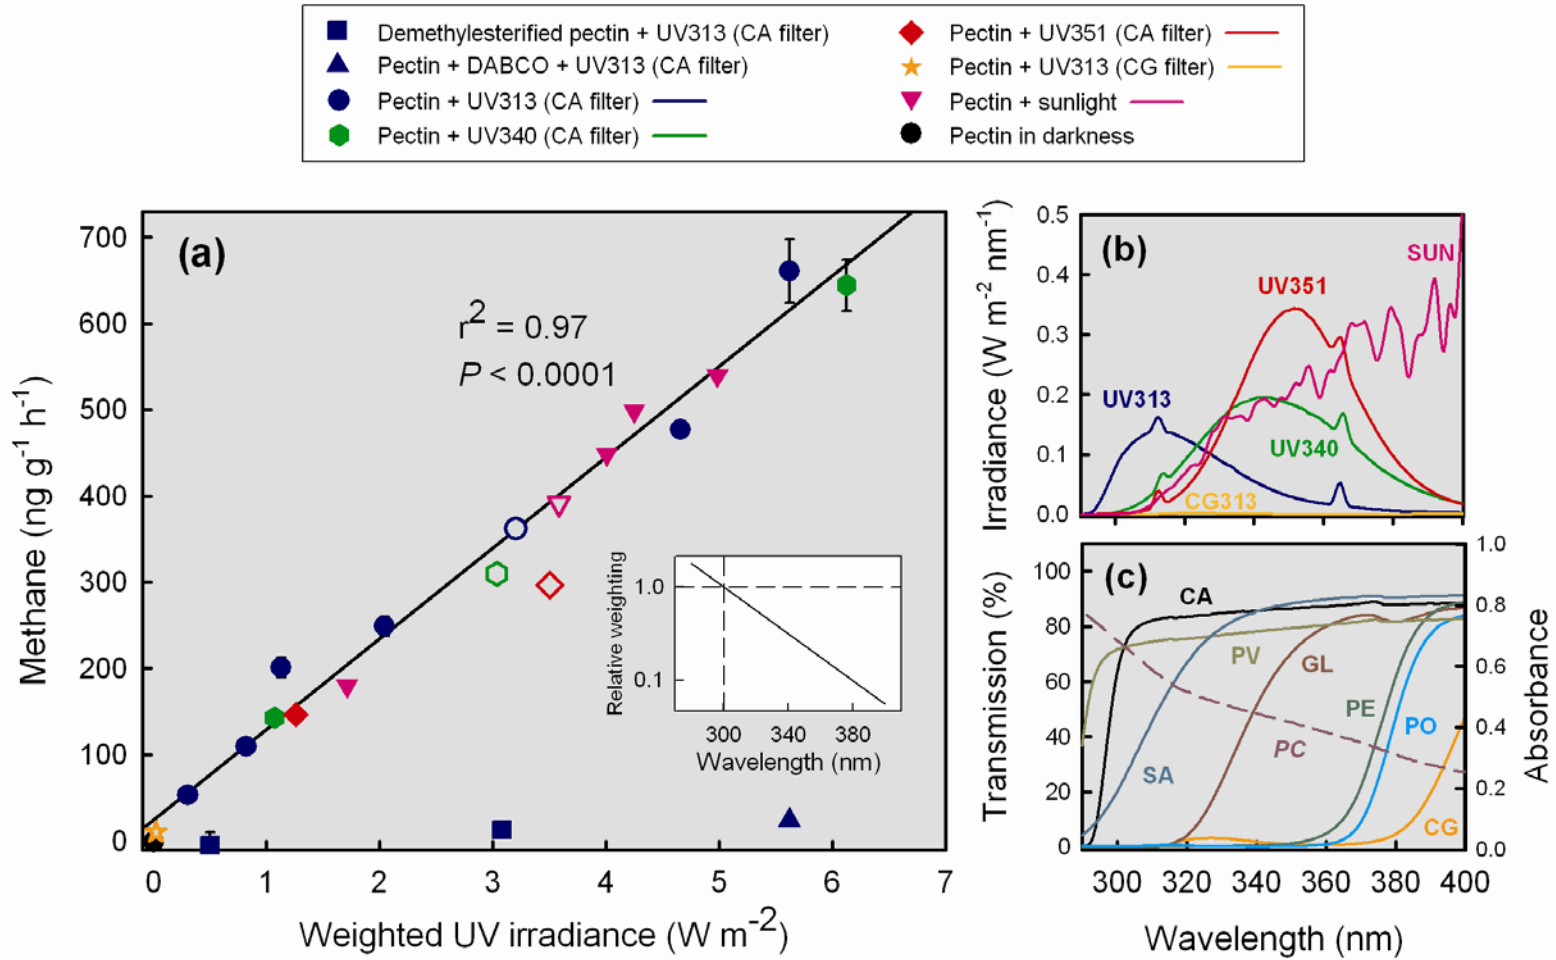 Demethylesterified pectin + UV313 (CA filter)
Pectin + DABCO + UV313 (CA filter)
Pectin + UV313 (CA filter)
Pectin + UV340 (CA filter)
Pectin + UV351 (CA filter)
Pectin + UV313 (CG filter)
Pectin + sunlight
Pectin in darkness
(a)
r² = 0.97
P < 0.0001
Methane (ng g⁻¹ h⁻¹)
700
600
500
400
300
200
100
0
0 1 2 3 4 5 6 7
Weighted UV irradiance (W m⁻²)
Relative weighting
1.0
0.1
300 340 380
Wavelength (nm)
(b)
Irradiance (W m⁻² nm⁻¹)
0.5
0.4
0.3
0.2
0.1
0.0
SUN
UV351
UV313
UV340
CG313
(c)
Transmission (%)
100
80
60
40
20
0
CA
PV
GL
PE
PO
PC
SA
CG
1.0
0.8
0.6
0.4
0.2
0.0
Absorbance
300 320 340 360 380 400
Wavelength (nm)